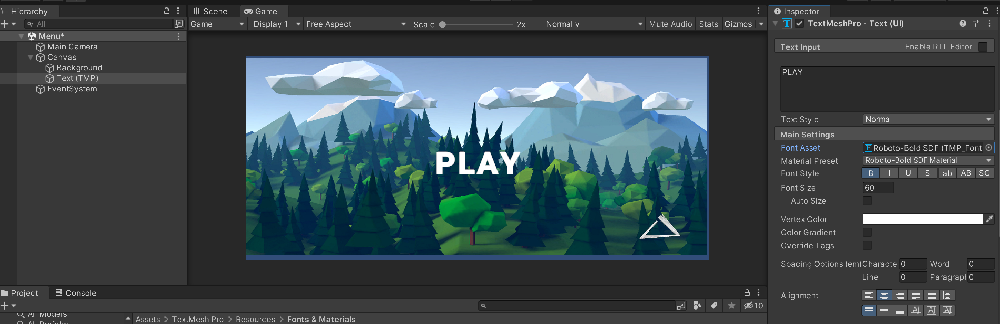 Hierarchy
All
Menu*
Main Camera
Canvas
Background
Text (TMP)
EventSystem
Scene Game
Game Display 1 Free Aspect Scale 2x Normally Mute Audio Stats Gizmos
PLAY
Inspector
TextMeshPro - Text (UI)
Text Input Enable RTL Editor
PLAY
Text Style Normal
Main Settings
Font Asset Roboto-Bold SDF (TMP_Font
Material Preset Roboto-Bold SDF Material
Font Style B I U S ab AB SC
Font Size 60
Auto Size
Vertex Color
Color Gradient
Override Tags
Spacing Options (em) Characte 0 Word 0
Line 0 Paragrapl 0
Alignment
Project Console
10
All Models
All Prefabs
Assets > TextMesh Pro > Resources > Fonts & Materials